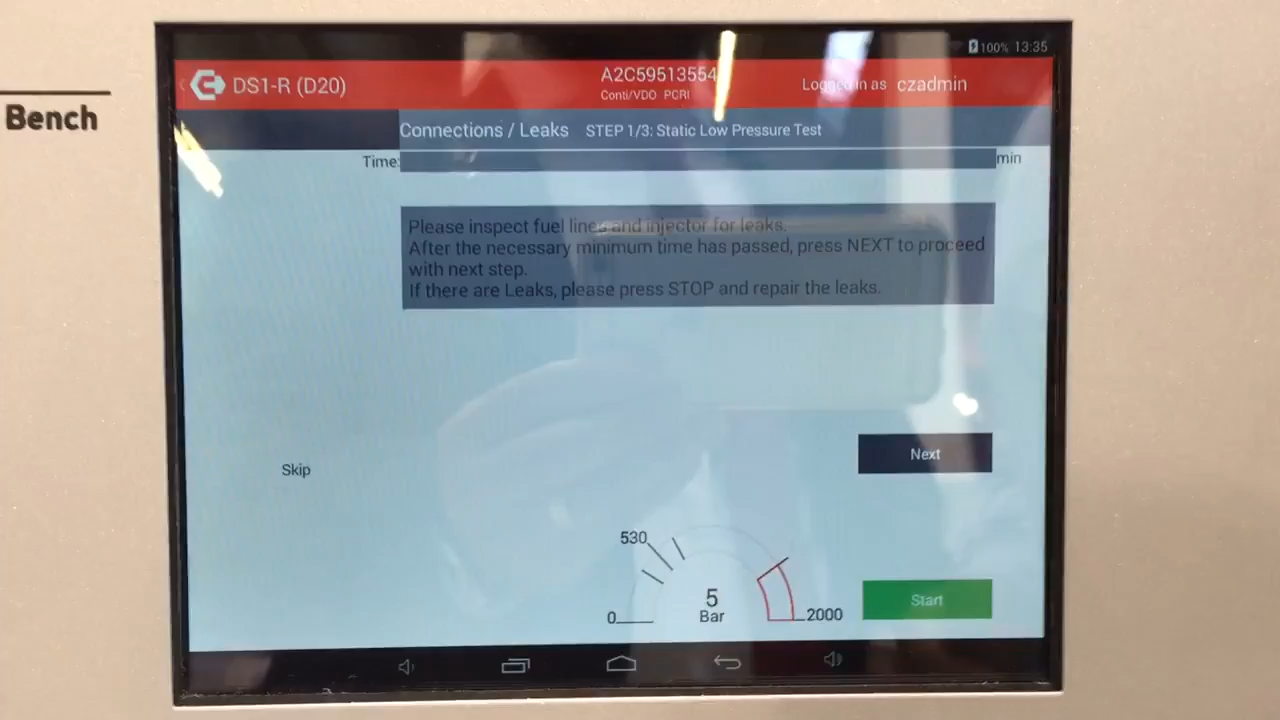 Bench
100% 13:35
DS1-R (D20)
A2C59513554
Conti/VDO PCRI
Logged in as czadmin
Connections / Leaks STEP 1/3: Static Low Pressure Test
Time: min
Please inspect fuel lines and injector for leaks.
After the necessary minimum time has passed, press NEXT to proceed
with next step.
If there are Leaks, please press STOP and repair the leaks.
Next
Skip
530
5
Bar
0
2000
Start